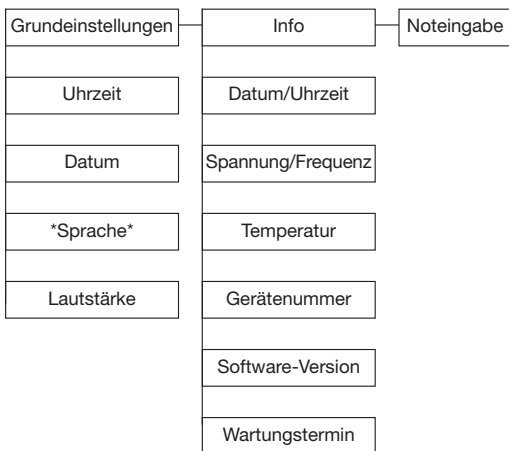 Grundeinstellungen
Info
Noteingabe
Uhrzeit
Datum/Uhrzeit
Datum
Spannung/Frequenz
*Sprache*
Temperatur
Lautstärke
Gerätenummer
Software-Version
Wartungstermin